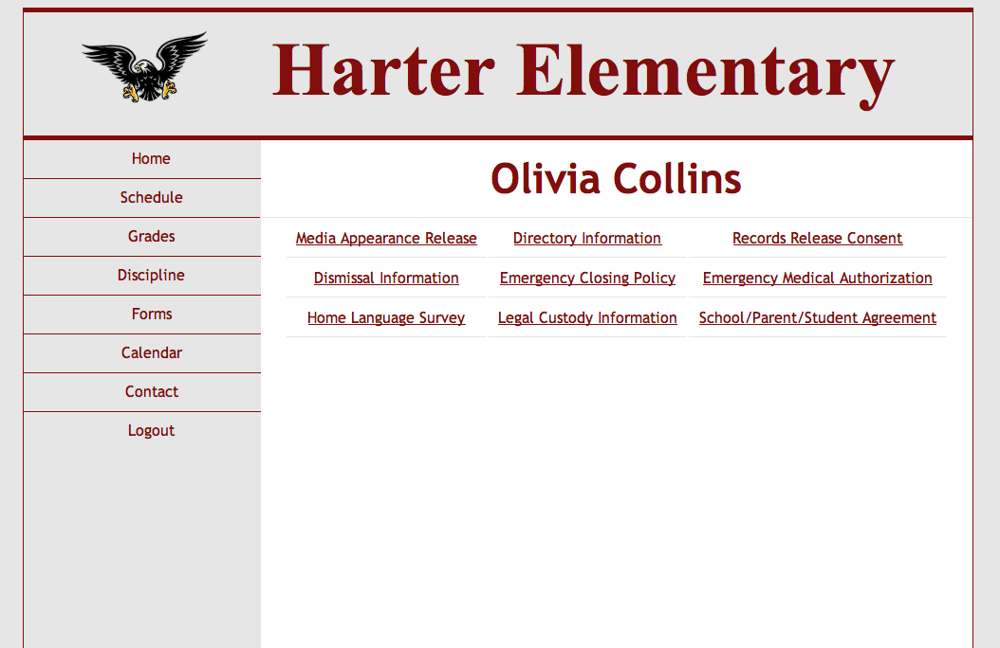 Harter Elementary
Home
Schedule
Grades
Discipline
Forms
Calendar
Contact
Logout
Olivia Collins
Media Appearance Release Directory Information Records Release Consent
Dismissal Information Emergency Closing Policy Emergency Medical Authorization
Home Language Survey Legal Custody Information School/Parent/Student Agreement